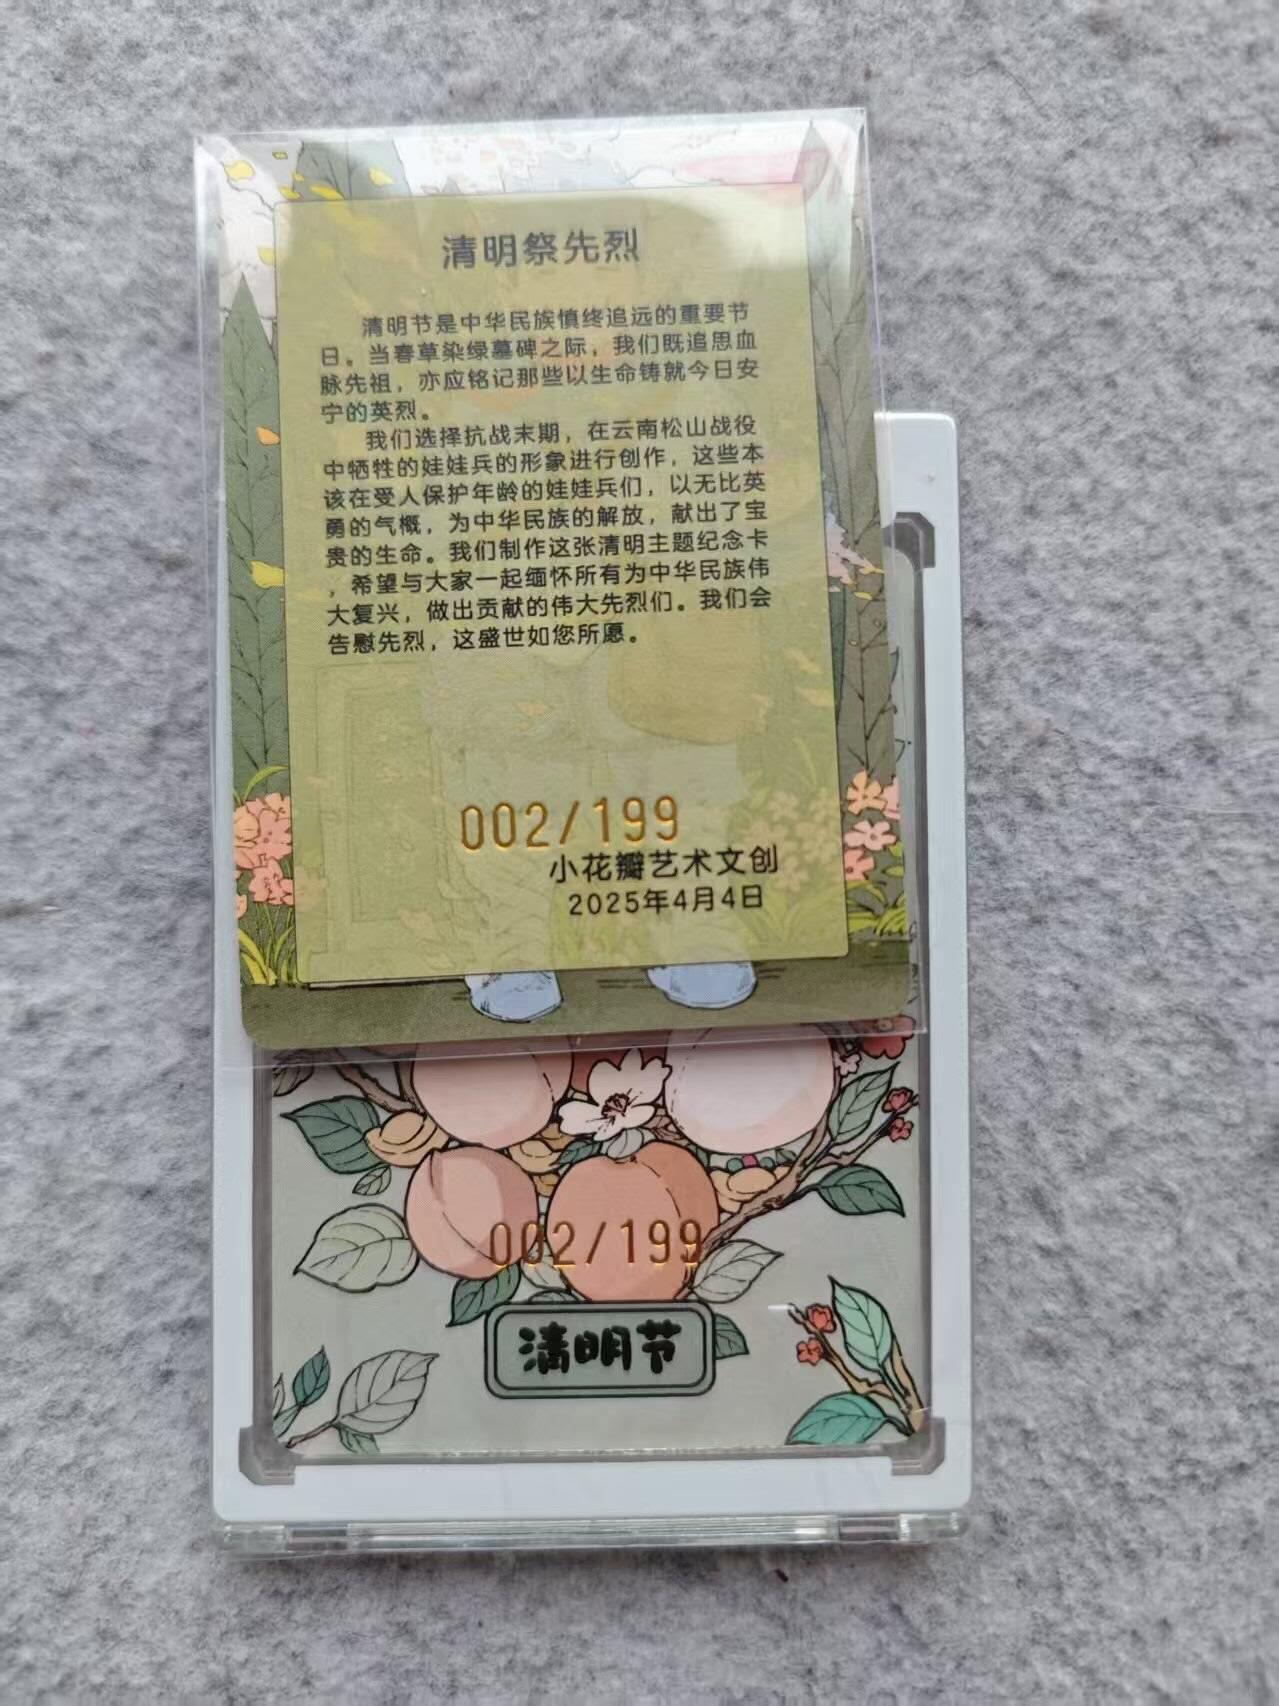 清明祭先烈
清明节是中华民族慎终追远的重要节
日。当春草染绿墓碑之际，我们既追思血
脉先祖，亦应铭记那些以生命铸就今日安
宁的英烈。
我们选择抗战末期，在云南松山战役
中牺牲的娃娃兵的形象进行创作，这些本
该在受人保护年龄的娃娃兵们，以无比英
勇的气概，为中华民族的解放，献出了宝
贵的生命。我们制作这张清明主题纪念卡
，希望与大家一起缅怀所有为中华民族伟
大复兴，做出贡献的伟大先烈们。我们会
告慰先烈，这盛世如您所愿。
002/199
小花瓣艺术文创
2025年4月4日
002/199
清明节